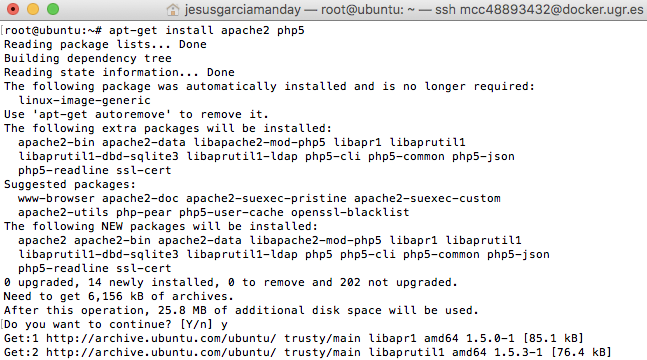 jesusgarciamanday — root@ubuntu: ~ — ssh mcc48893432@docker.ugr.es
[root@ubuntu:~# apt-get install apache2 php5
Reading package lists... Done
Building dependency tree
Reading state information... Done
The following package was automatically installed and is no longer required:
  linux-image-generic
Use 'apt-get autoremove' to remove it.
The following extra packages will be installed:
  apache2-bin apache2-data libapache2-mod-php5 libapr1 libaprutil1
  libaprutil1-dbd-sqlite3 libaprutil1-ldap php5-cli php5-common php5-json
  php5-readline ssl-cert
Suggested packages:
  www-browser apache2-doc apache2-suexec-pristine apache2-suexec-custom
  apache2-utils php-pear php5-user-cache openssl-blacklist
The following NEW packages will be installed:
  apache2 apache2-bin apache2-data libapache2-mod-php5 libapr1 libaprutil1
  libaprutil1-dbd-sqlite3 libaprutil1-ldap php5 php5-cli php5-common php5-json
  php5-readline ssl-cert
0 upgraded, 14 newly installed, 0 to remove and 202 not upgraded.
Need to get 6,156 kB of archives.
After this operation, 25.8 MB of additional disk space will be used.
[Do you want to continue? [Y/n] y
Get:1 http://archive.ubuntu.com/ubuntu/ trusty/main libapr1 amd64 1.5.0-1 [85.1 kB]
Get:2 http://archive.ubuntu.com/ubuntu/ trusty/main libaprutil1 amd64 1.5.3-1 [76.4 kB]